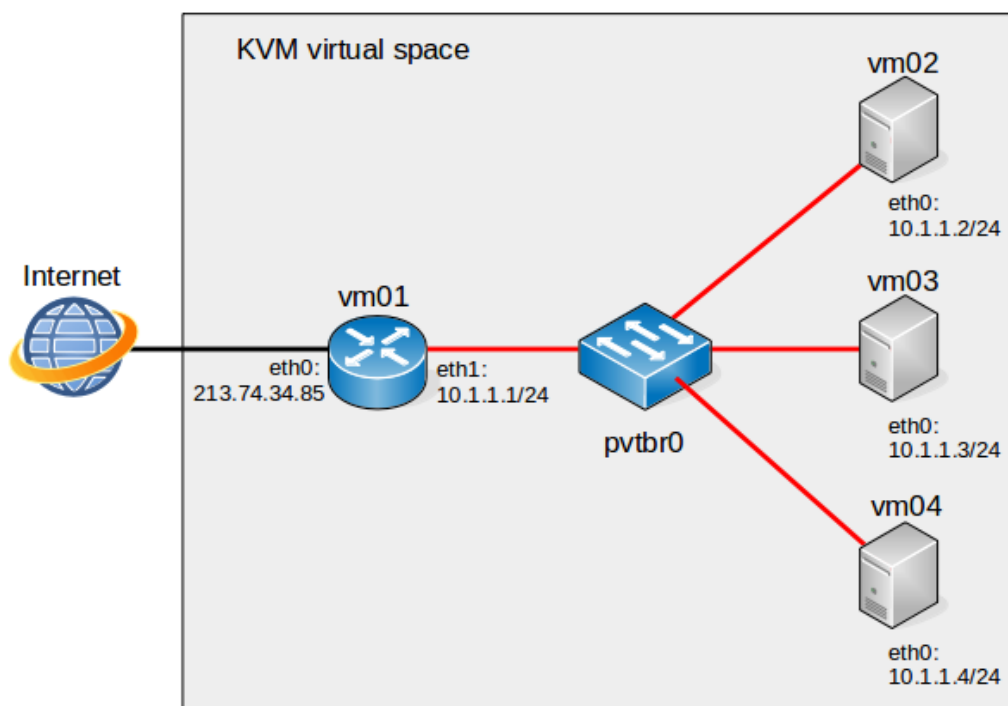 KVM virtual space
vm02
eth0:
10.1.1.2/24
Internet
vm01
eth0:
213.74.34.85
eth1:
10.1.1.1/24
pvtbr0
vm03
eth0:
10.1.1.3/24
vm04
eth0:
10.1.1.4/24